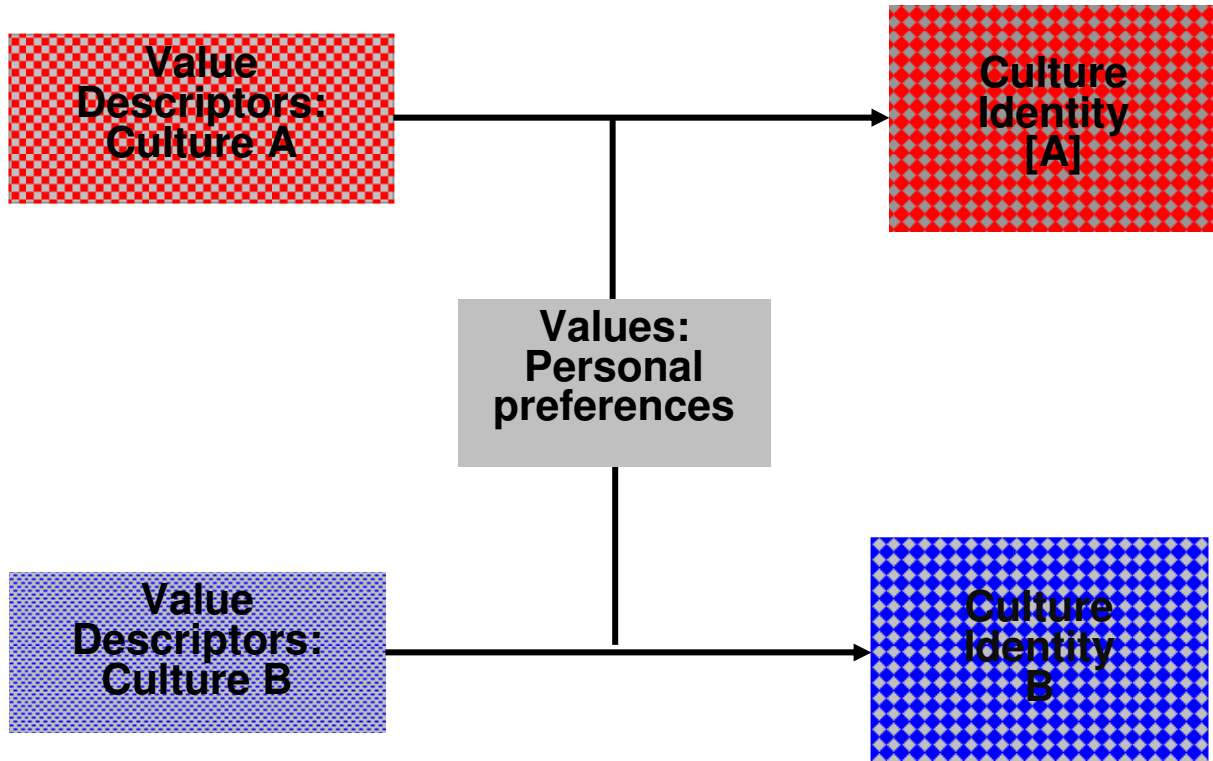 Value
Descriptors:
Culture A
Culture
Identity
[A]
Values:
Personal
preferences
Value
Descriptors:
Culture B
Culture
Identity
B